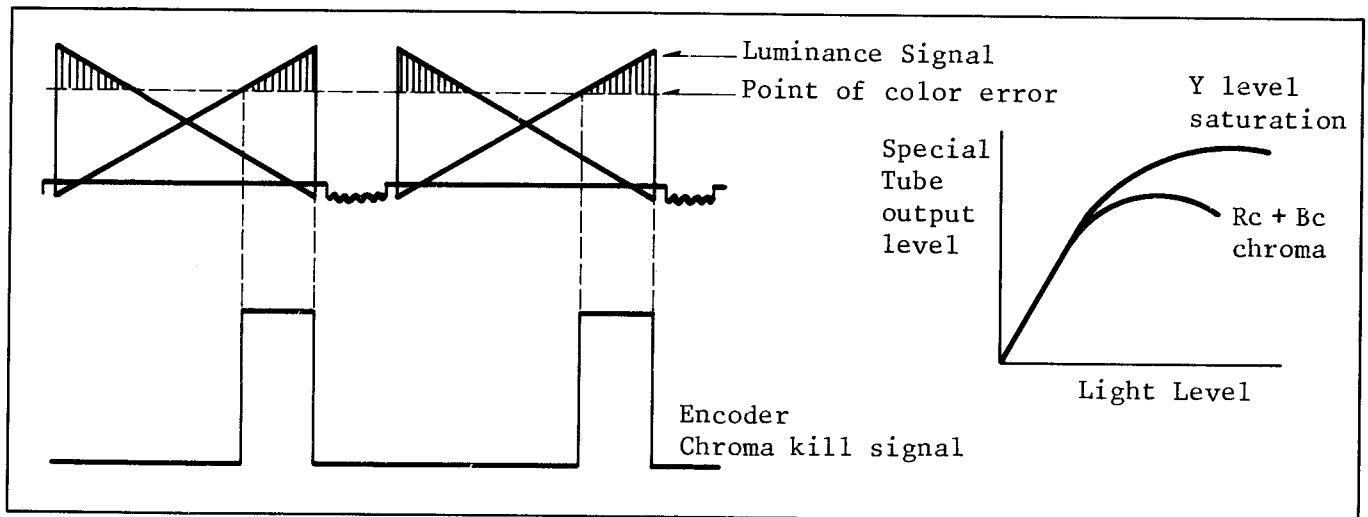 Luminance Signal
Point of color error
Y level
saturation
Special
Tube
output
level
Rc + Bc
chroma
Light Level
Encoder
Chroma kill signal